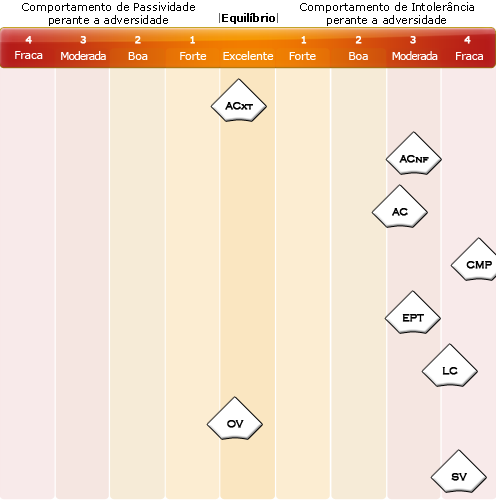 Comportamento de Passividade
perante a adversidade
|Equilíbrio|
Comportamento de Intolerância
perante a adversidade
4 3 2 1 1 2 3 4
Fraca Moderada Boa Forte Excelente Forte Boa Moderada Fraca
ACXT
ACNF
AC
CMP
EPT
LC
OV
SV